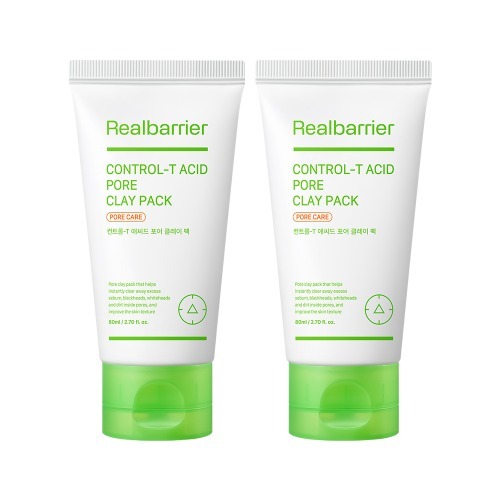 Realbarrier
CONTROL-T ACID
PORE
CLAY PACK
PORE CARE
컨트롤-T 애씨드 포어 클레이 팩
Pore clay pack that helps
instantly clear away excess
sebum, blackheads, whiteheads
and dirt inside pores, and
improve the skin texture
80ml / 2.70 fl. oz.
Realbarrier
CONTROL-T ACID
PORE
CLAY PACK
PORE CARE
컨트롤-T 애씨드 포어 클레이 팩
Pore clay pack that helps
instantly clear away excess
sebum, blackheads, whiteheads
and dirt inside pores, and
improve the skin texture
80ml / 2.70 fl. oz.